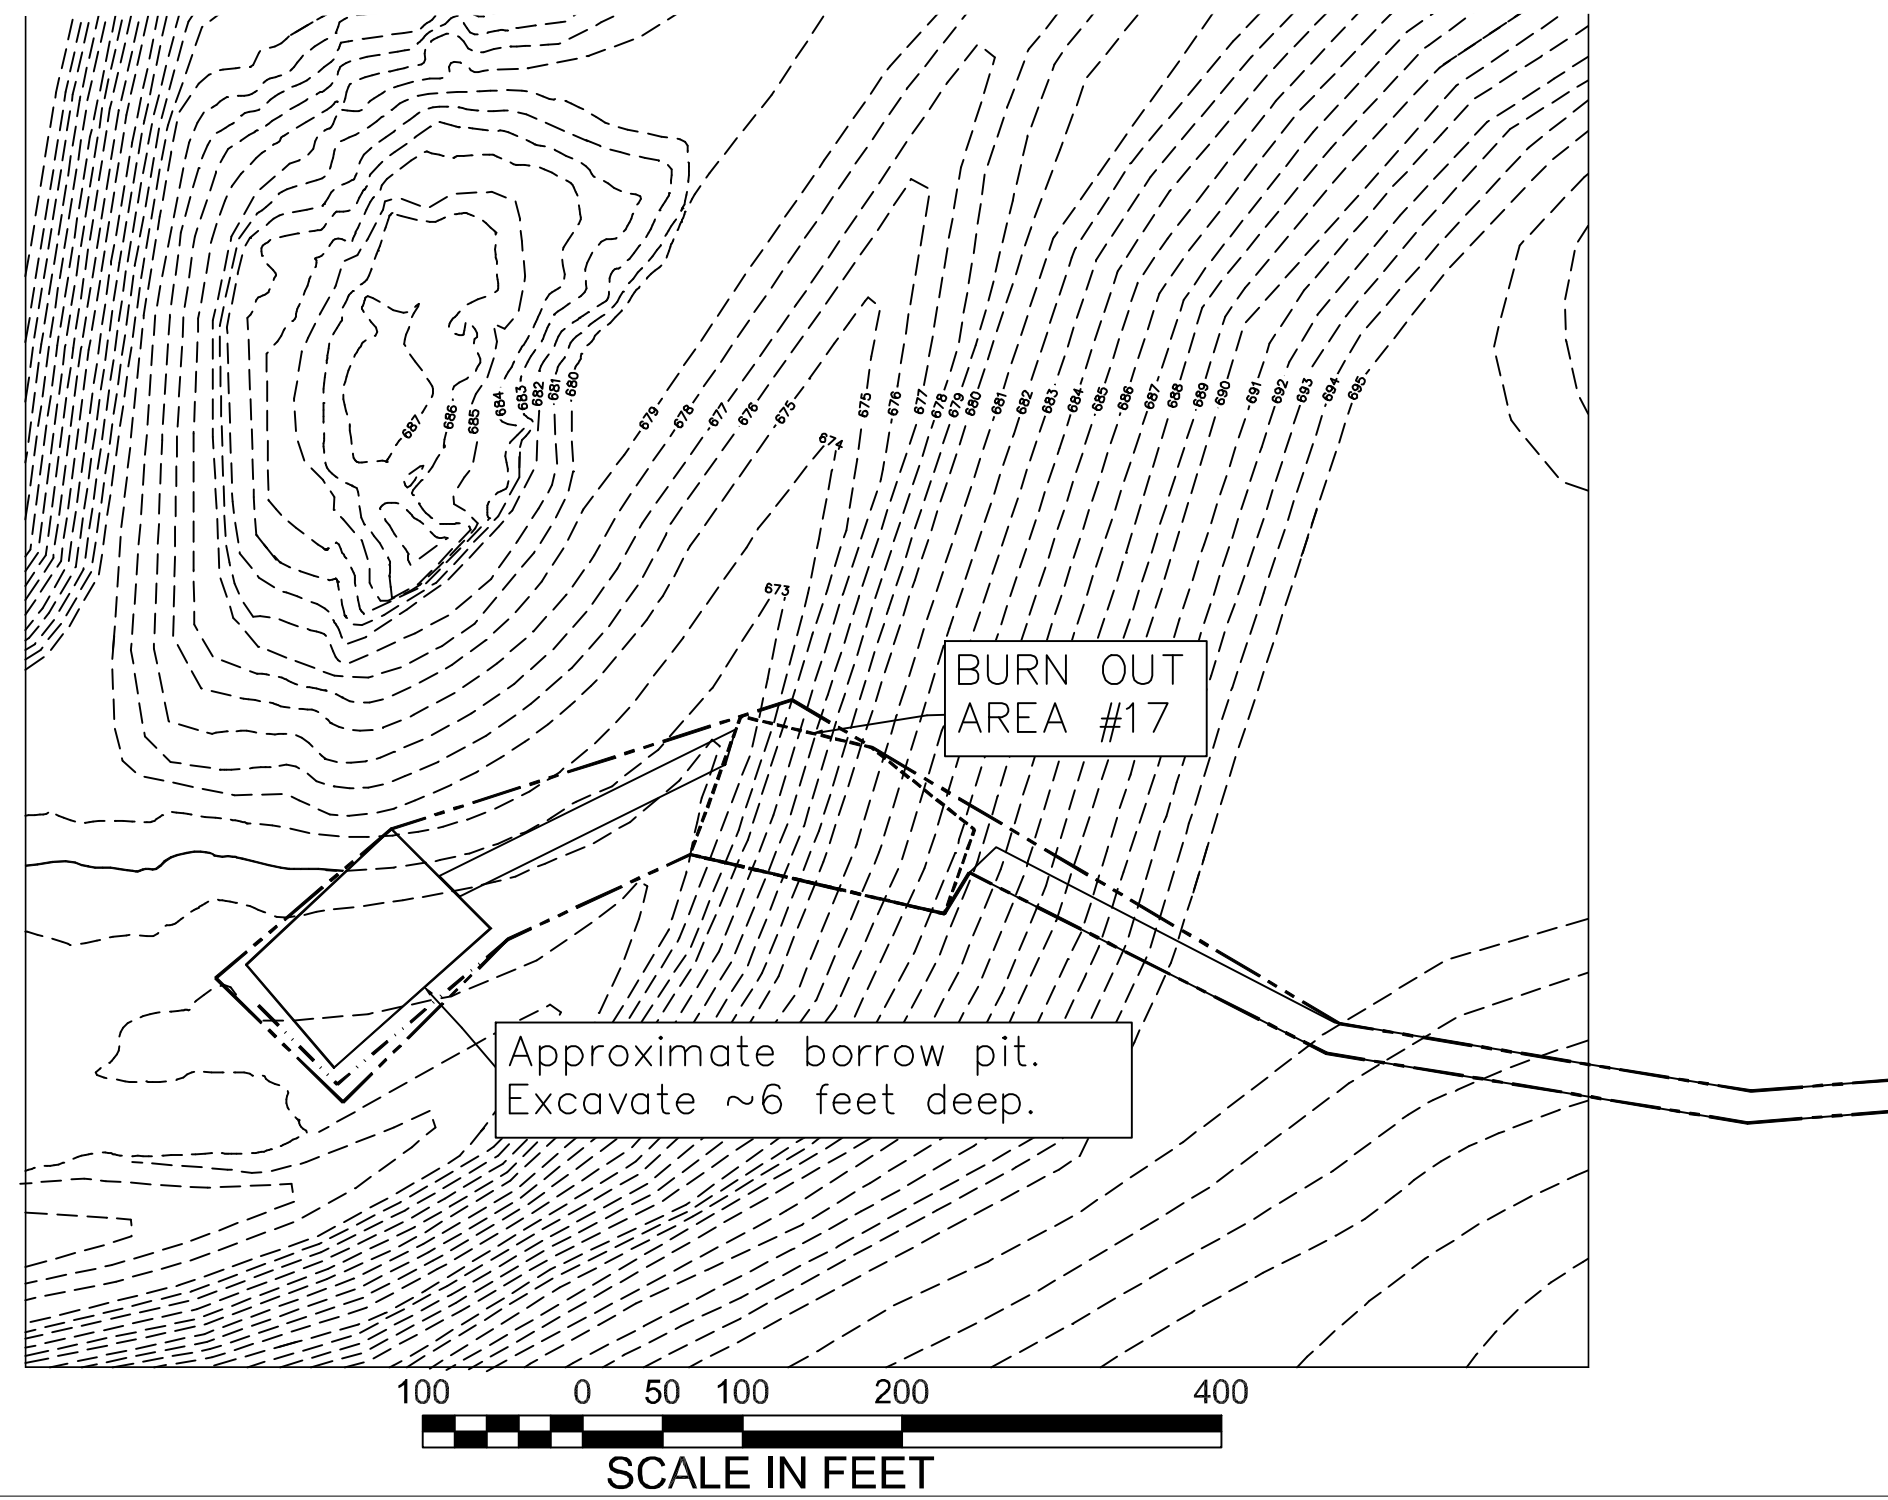 687 686 685 684 683 682 681 680 679 678 677 676 675 674 675 676 677 678 679 680 681 682 683 684 685 686 687 688 689 690 691 692 693 694 695
673
BURN OUT
AREA #17
Approximate borrow pit.
Excavate ~6 feet deep.
100 0 50 100 200 400
SCALE IN FEET